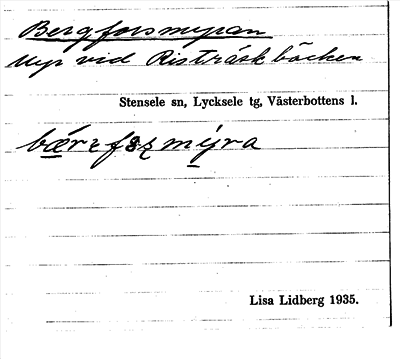 Bergforsmyran
Myr vid Risträskbäcken
Stensele sn, Lycksele tg, Västerbottens l.
Lisa Lidberg 1935.